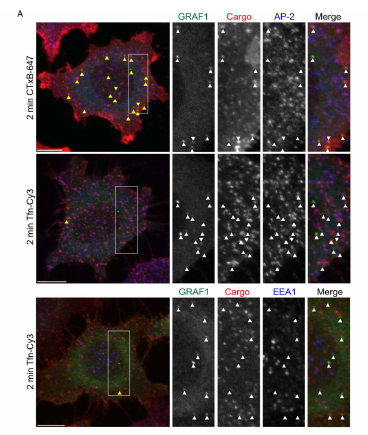 A
GRAF1 Cargo AP-2 Merge
2 min CTxB-647
2 min Tfn-Cy3
GRAF1 Cargo EEA1 Merge
2 min Tfn-Cy3